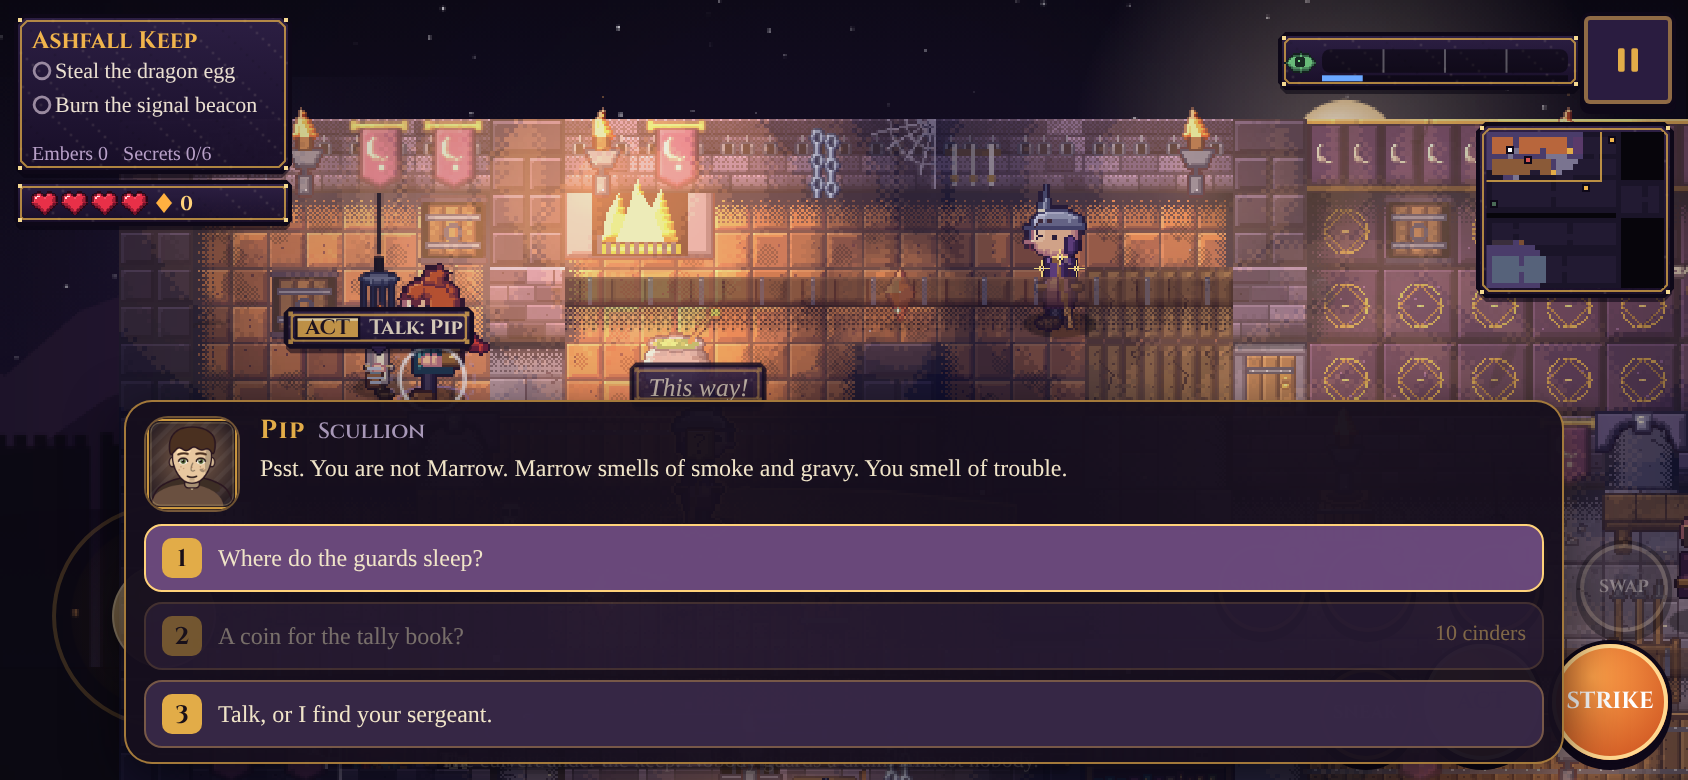 Ashfall Keep
Steal the dragon egg
Burn the signal beacon
Embers 0 Secrets 0/6
0
ACT Talk: Pip
This way!
Pip Scullion
Psst. You are not Marrow. Marrow smells of smoke and gravy. You smell of trouble.
1 Where do the guards sleep?
2 A coin for the tally book? 10 cinders
3 Talk, or I find your sergeant.
SWAP
STRIKE